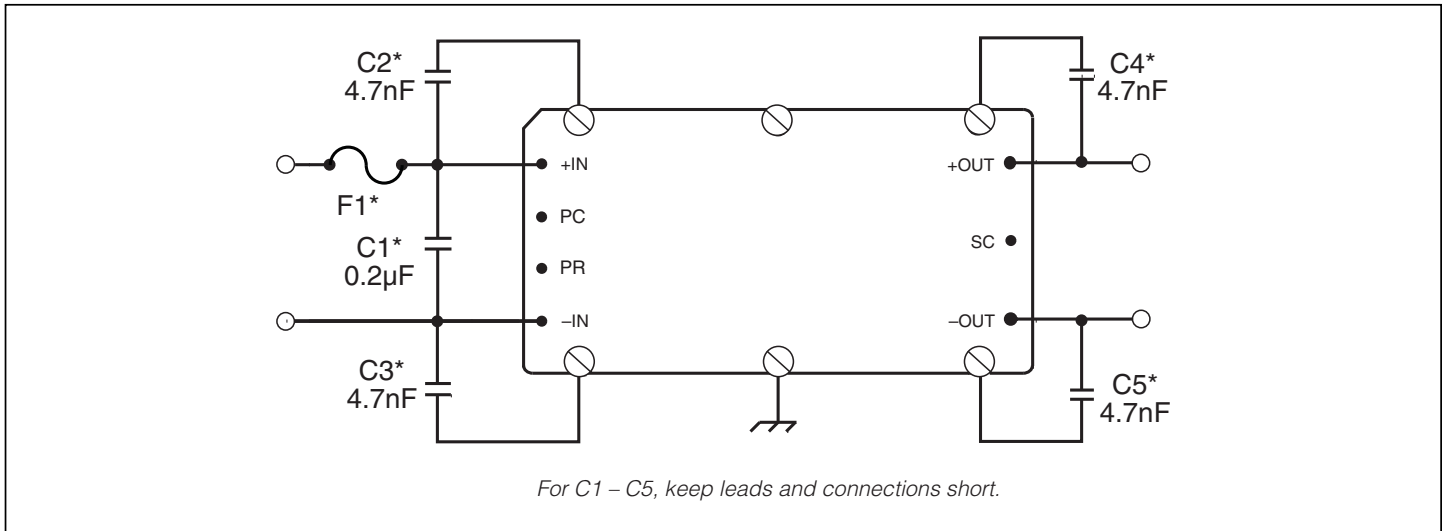 C2*
4.7nF
C4*
4.7nF
+IN
+OUT
F1*
PC
C1*
0.2µF
SC
PR
–IN
–OUT
C3*
4.7nF
C5*
4.7nF
For C1 – C5, keep leads and connections short.